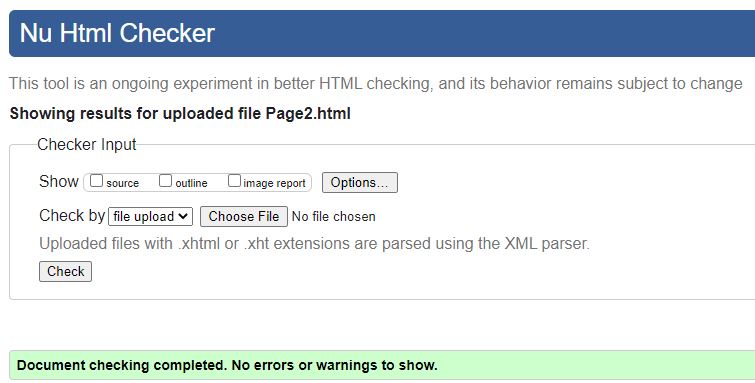 Nu Html Checker
This tool is an ongoing experiment in better HTML checking, and its behavior remains subject to change
Showing results for uploaded file Page2.html
Checker Input
Show source outline image report Options...
Check by file upload Choose File No file chosen
Uploaded files with .xhtml or .xht extensions are parsed using the XML parser.
Check
Document checking completed. No errors or warnings to show.